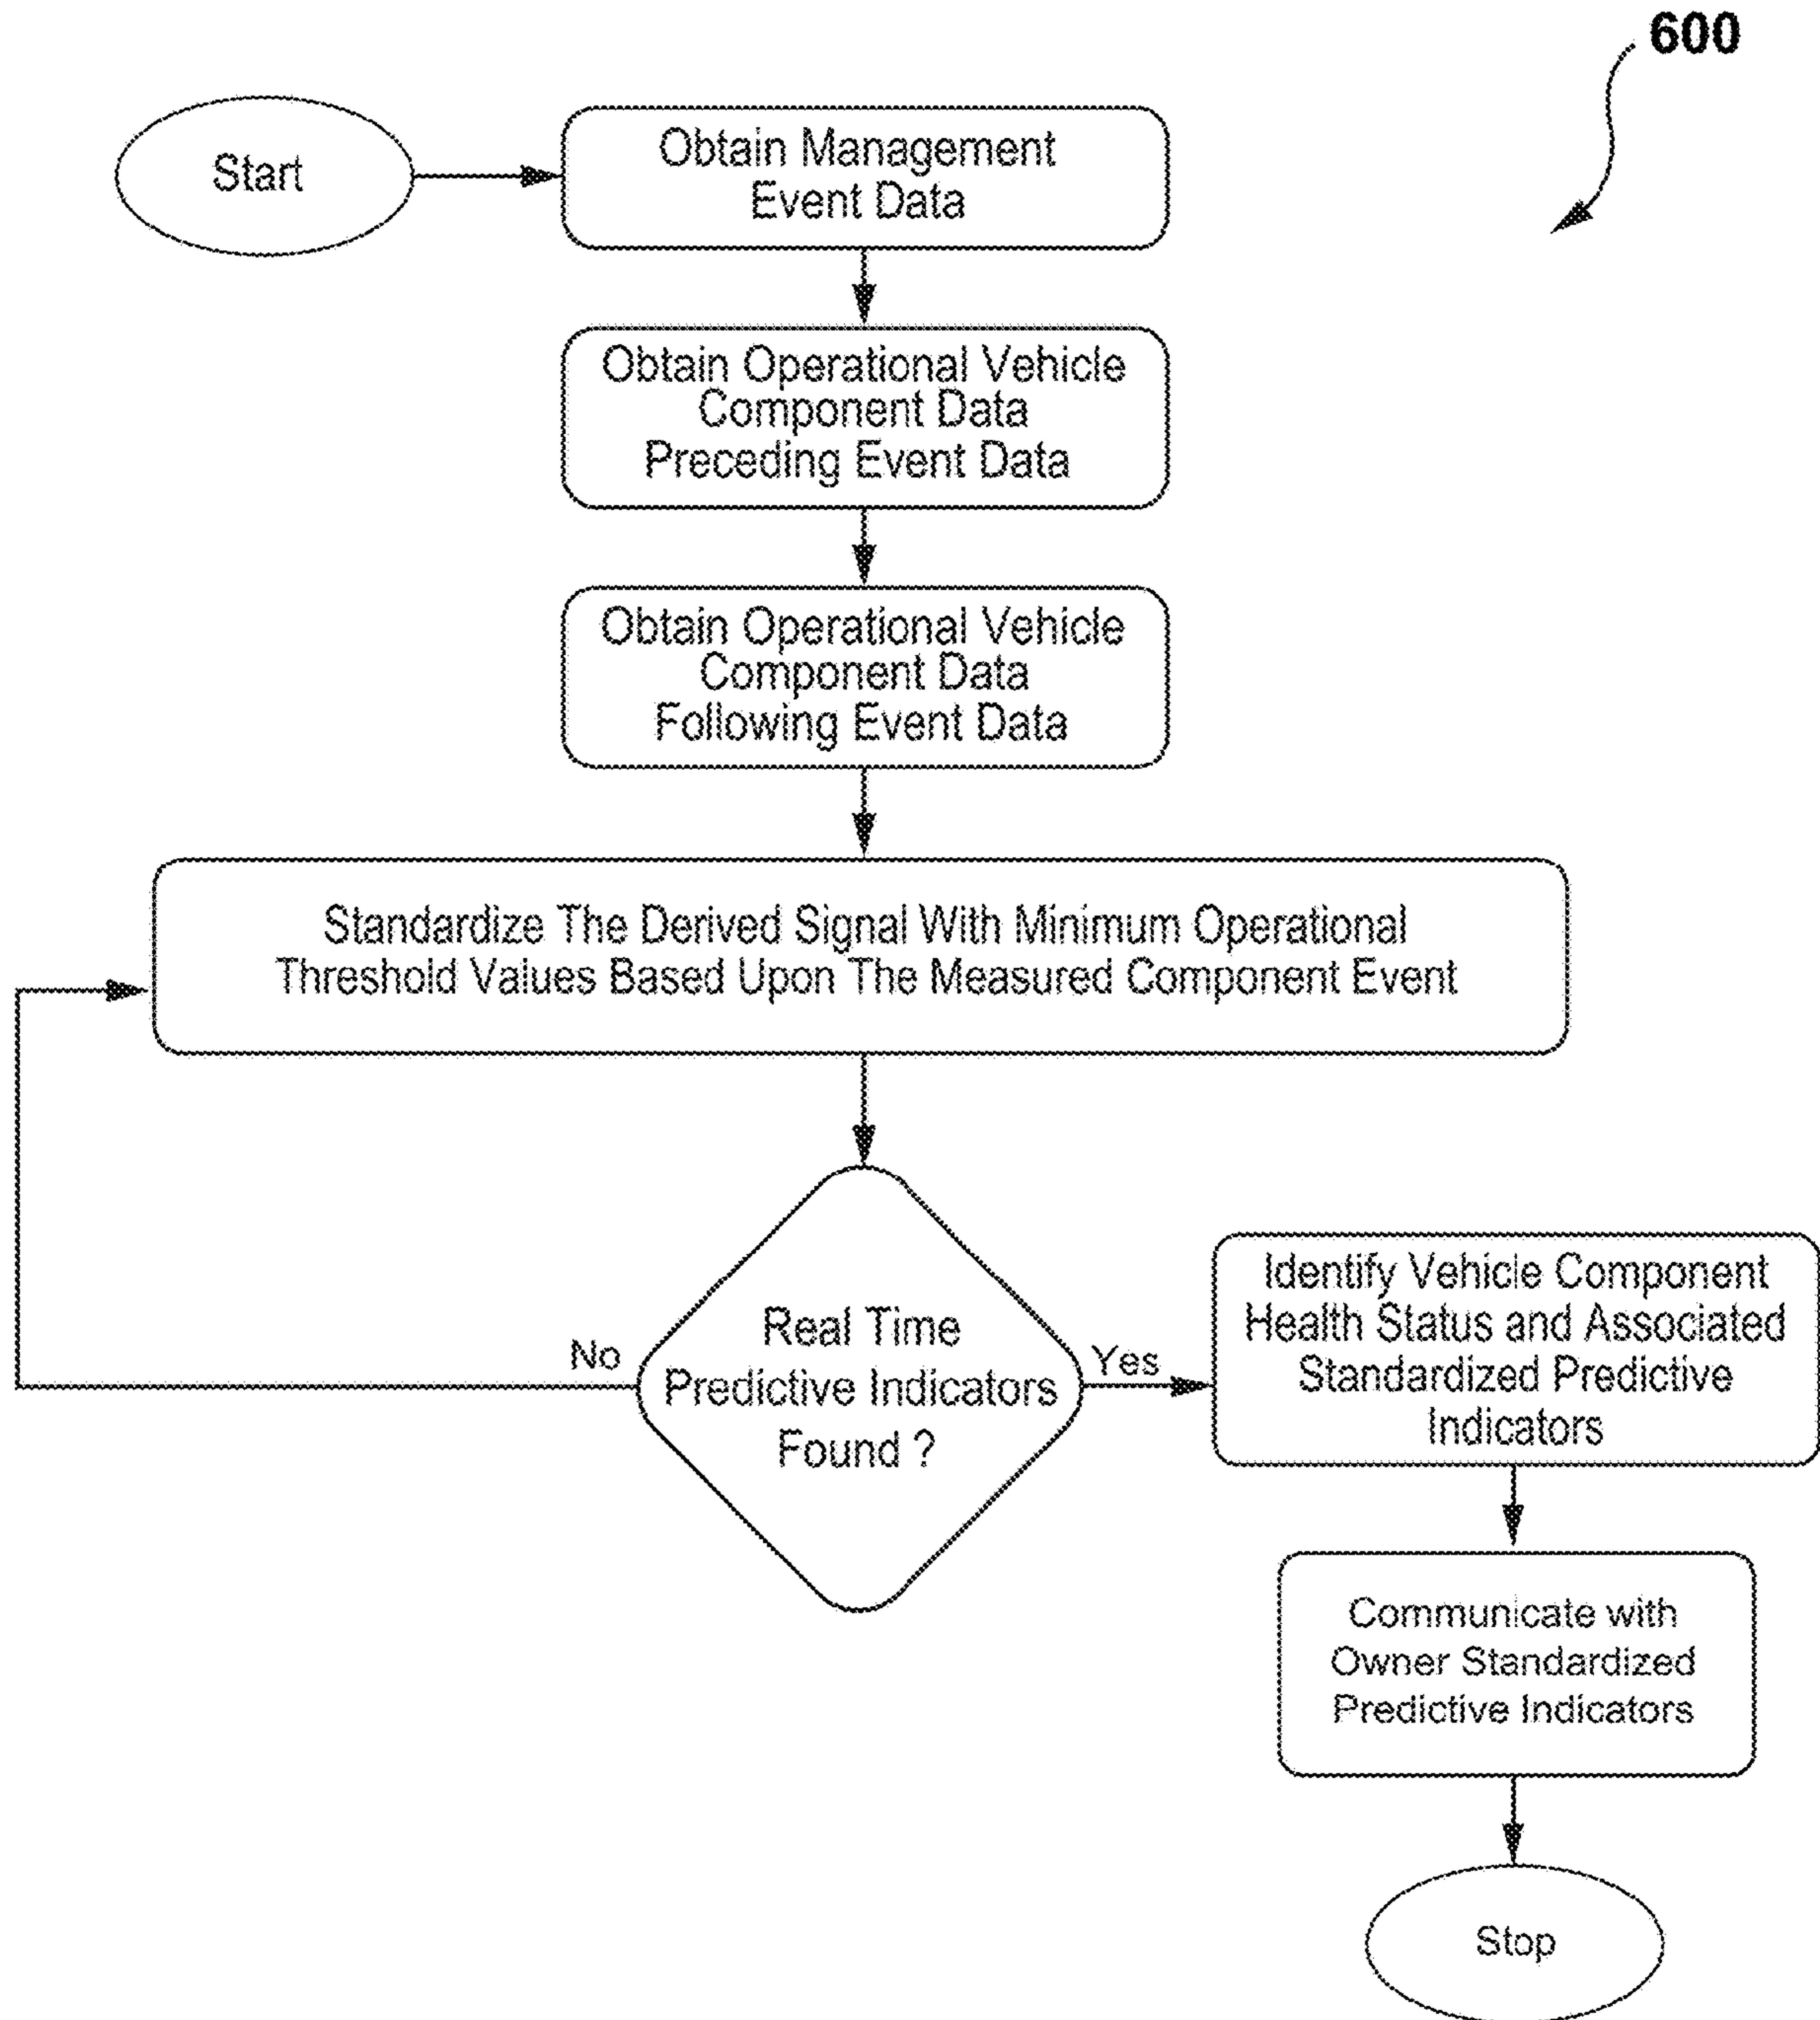 600
Start
Obtain Management
Event Data
Obtain Operational Vehicle
Component Data
Preceding Event Data
Obtain Operational Vehicle
Component Data
Following Event Data
Standardize The Derived Signal With Minimum Operational
Threshold Values Based Upon The Measured Component Event
Real Time
Predictive Indicators
Found ?
No
Yes
Identify Vehicle Component
Health Status and Associated
Standardized Predictive
Indicators
Communicate with
Owner Standardized
Predictive Indicators
Stop